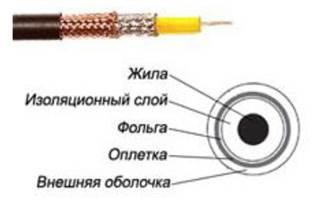 Жила
Изоляционный слой
Фольга
Оплетка
Внешняя оболочка